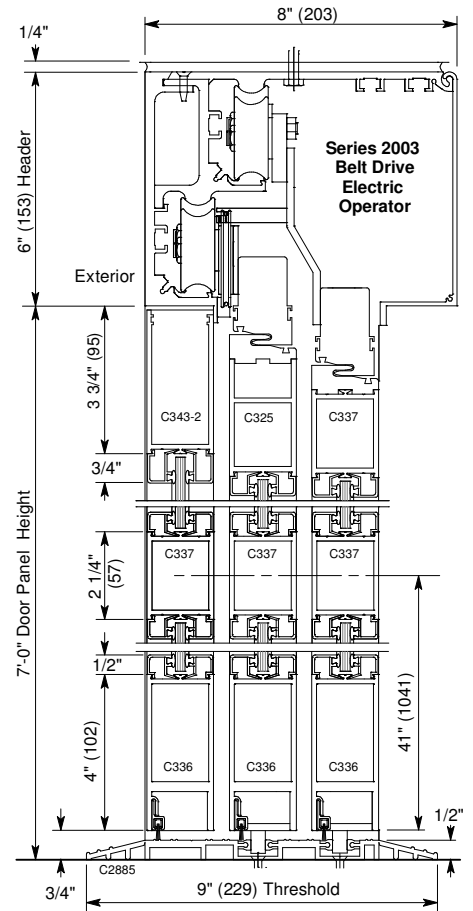 8" (203)
1/4"
6" (153) Header
Series 2003
Belt Drive
Electric
Operator
Exterior
3 3/4" (95)
C343-2
C325
C337
3/4"
7'-0" Door Panel Height
2 1/4"
(57)
C337
C337
C337
1/2"
4" (102)
41" (1041)
C336
C336
C336
1/2"
C2885
3/4"
9" (229) Threshold